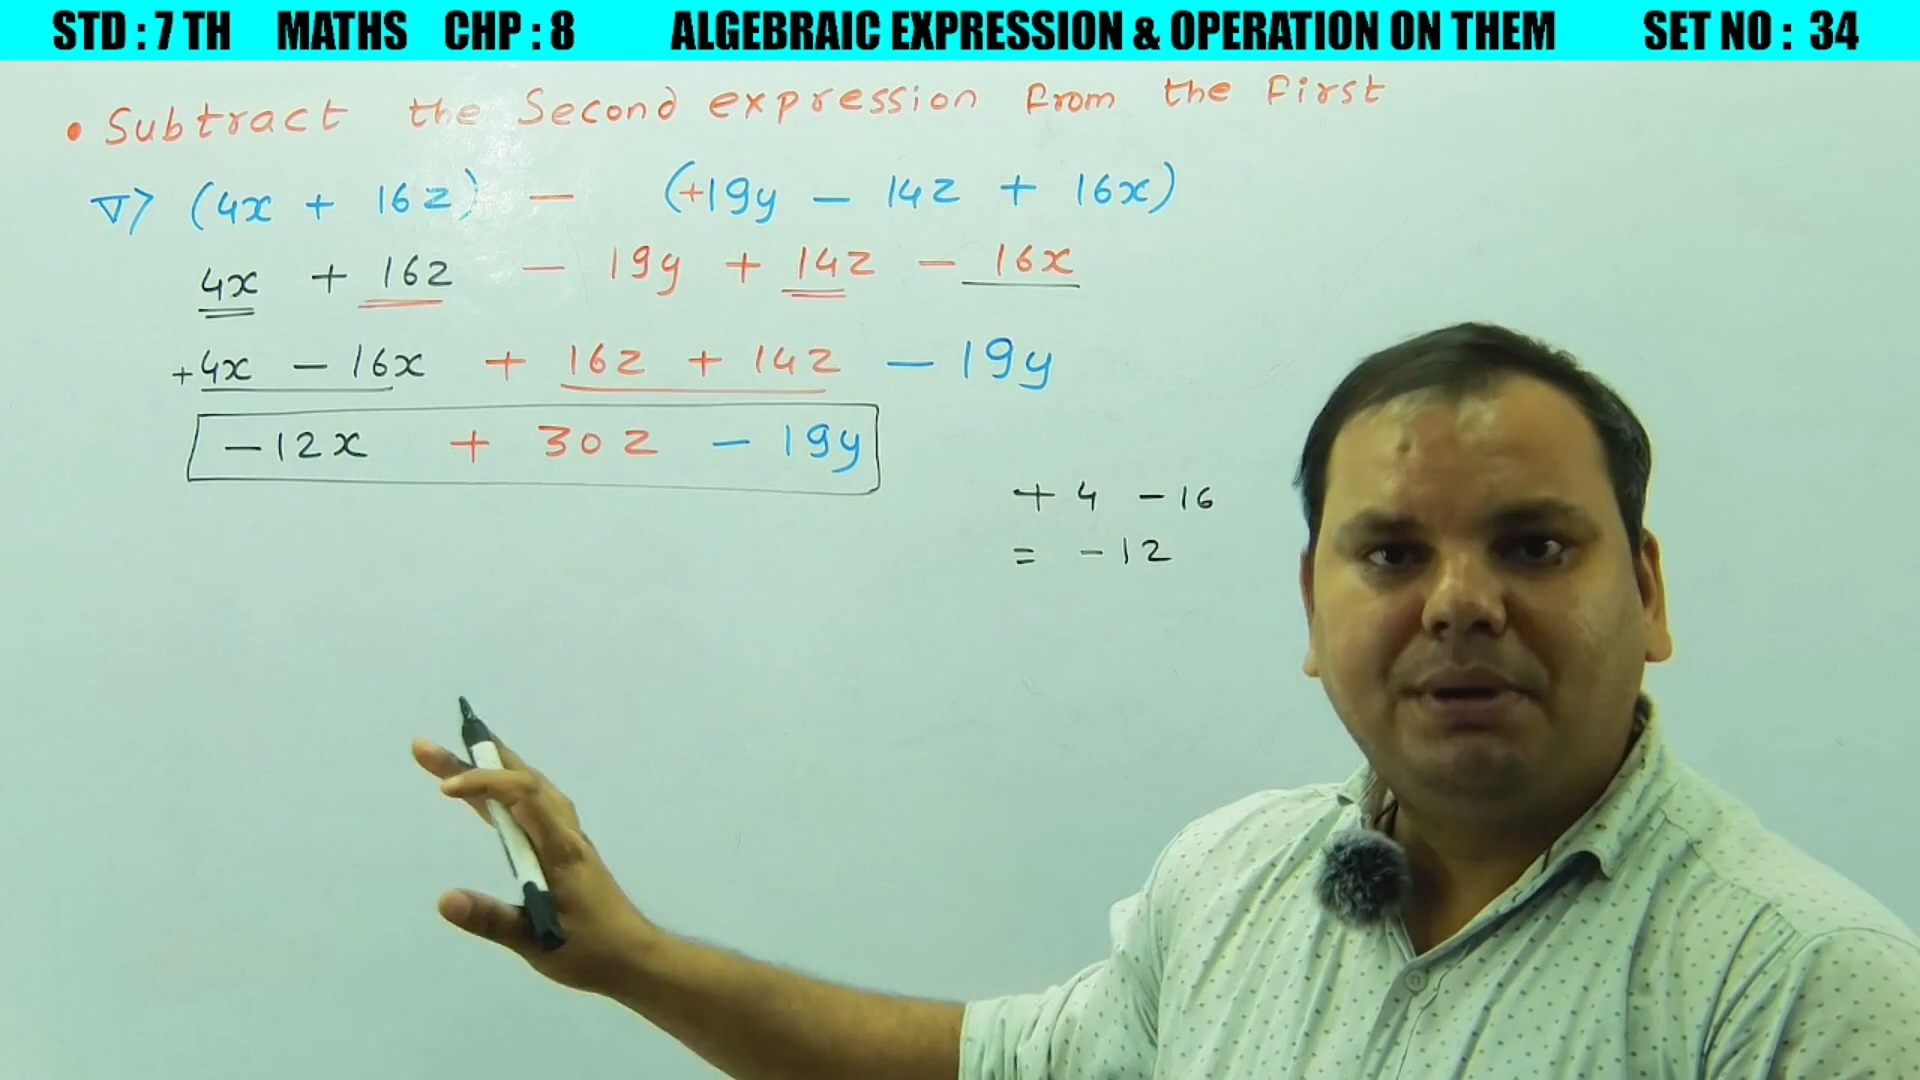 STD : 7 TH MATHS CHP : 8 ALGEBRAIC EXPRESSION & OPERATION ON THEM SET NO : 34
• Subtract the Second expression from the first
▽> (4x + 16z) - (+19y - 14z + 16x)
4x + 16z - 19y + 14z - 16x
+4x - 16x + 16z + 14z - 19y
-12x + 30z - 19y
+ 4 - 16
= - 12